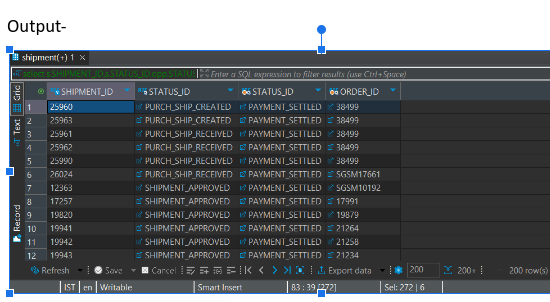 Output-
shipment(+) 1
select s.SHIPMENT_ID,s.STATUS_ID,opp.STATUS Enter a SQL expression to filter results (use Ctrl+Space)
Grid
Text
Record
SHIPMENT_ID STATUS_ID STATUS_ID ORDER_ID
1 25960 PURCH_SHIP_CREATED PAYMENT_SETTLED 38499
2 25963 PURCH_SHIP_CREATED PAYMENT_SETTLED 38499
3 25961 PURCH_SHIP_RECEIVED PAYMENT_SETTLED 38499
4 25962 PURCH_SHIP_RECEIVED PAYMENT_SETTLED 38499
5 25990 PURCH_SHIP_RECEIVED PAYMENT_SETTLED 38499
6 26024 PURCH_SHIP_RECEIVED PAYMENT_SETTLED SGSM17661
7 12363 SHIPMENT_APPROVED PAYMENT_SETTLED SGSM10192
8 17257 SHIPMENT_APPROVED PAYMENT_SETTLED 17991
9 19820 SHIPMENT_APPROVED PAYMENT_SETTLED 19879
10 19941 SHIPMENT_APPROVED PAYMENT_SETTLED 21264
11 19942 SHIPMENT_APPROVED PAYMENT_SETTLED 21258
12 19943 SHIPMENT_APPROVED PAYMENT_SETTLED 21234
Refresh Save Cancel Export data 200 200+ 200 row(s)
IST en Writable Smart Insert 83 : 39 [272] Sel: 272 | 6